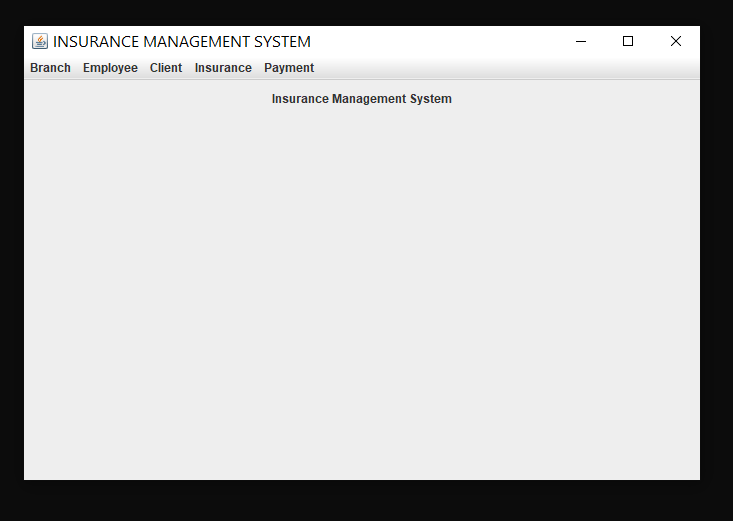 INSURANCE MANAGEMENT SYSTEM
Branch Employee Client Insurance Payment
Insurance Management System